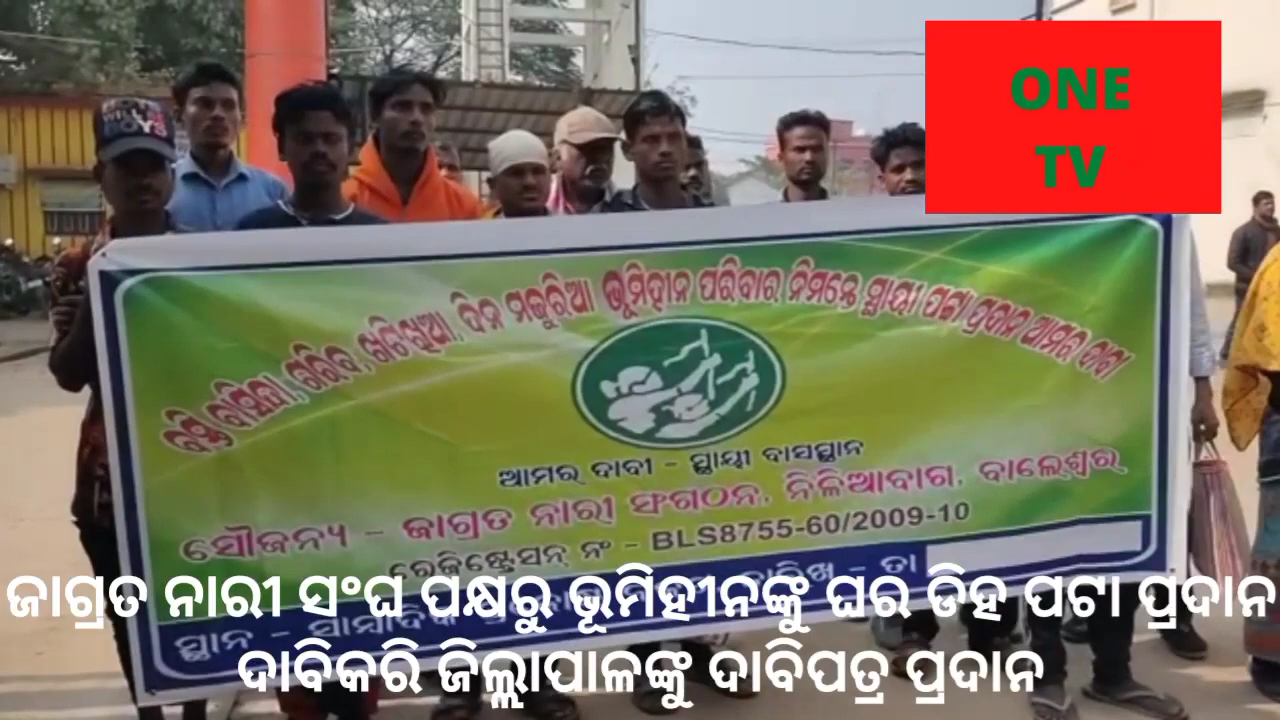 ONE
TV
ବସ୍ତି ବାସିନ୍ଦା, ଗରିବ, ଖଟିଖିଆ, ଦିନ ମଜୁରିଆ ଭୂମିହୀନ ପରିବାର ନିମନ୍ତେ ସ୍ଥାୟୀ ପଟ୍ଟା ପ୍ରଦାନ ଆମର ଦାବୀ
ଆମର ଦାବୀ - ସ୍ଥାୟୀ ବାସସ୍ଥାନ
ସୌଜନ୍ୟ - ଜାଗ୍ରତ ନାରୀ ସଂଗଠନ, ନିଳିଆବାଗ, ବାଲେଶ୍ୱର
ରେଜିଷ୍ଟ୍ରେସନ୍ ନଂ - BLS8755-60/2009-10
ସ୍ଥାନ - ସାମ୍ବାଦିକ ତାରିଖ - ତା
ଜାଗ୍ରତ ନାରୀ ସଂଘ ପକ୍ଷରୁ ଭୂମିହୀନଙ୍କୁ ଘର ଡିହ ପଟା ପ୍ରଦାନ
ଦାବିକରି ଜିଲ୍ଲାପାଳଙ୍କୁ ଦାବିପତ୍ର ପ୍ରଦାନ